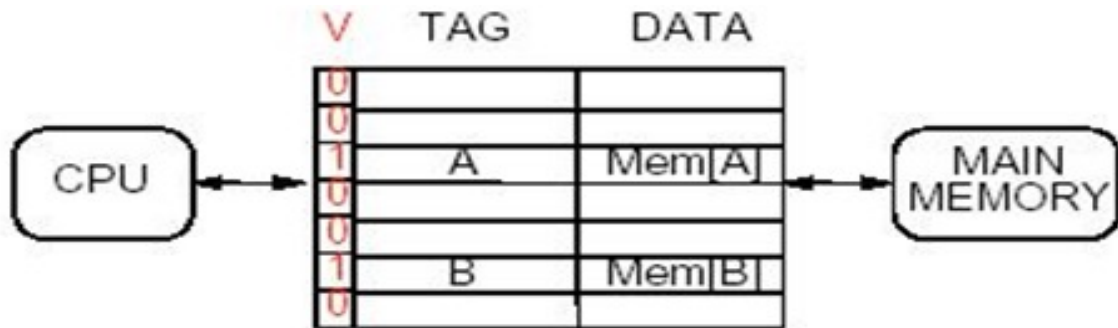 V TAG DATA
0
0
1 A Mem[A]
CPU
MAIN
MEMORY
0
0
1 B Mem[B]
0